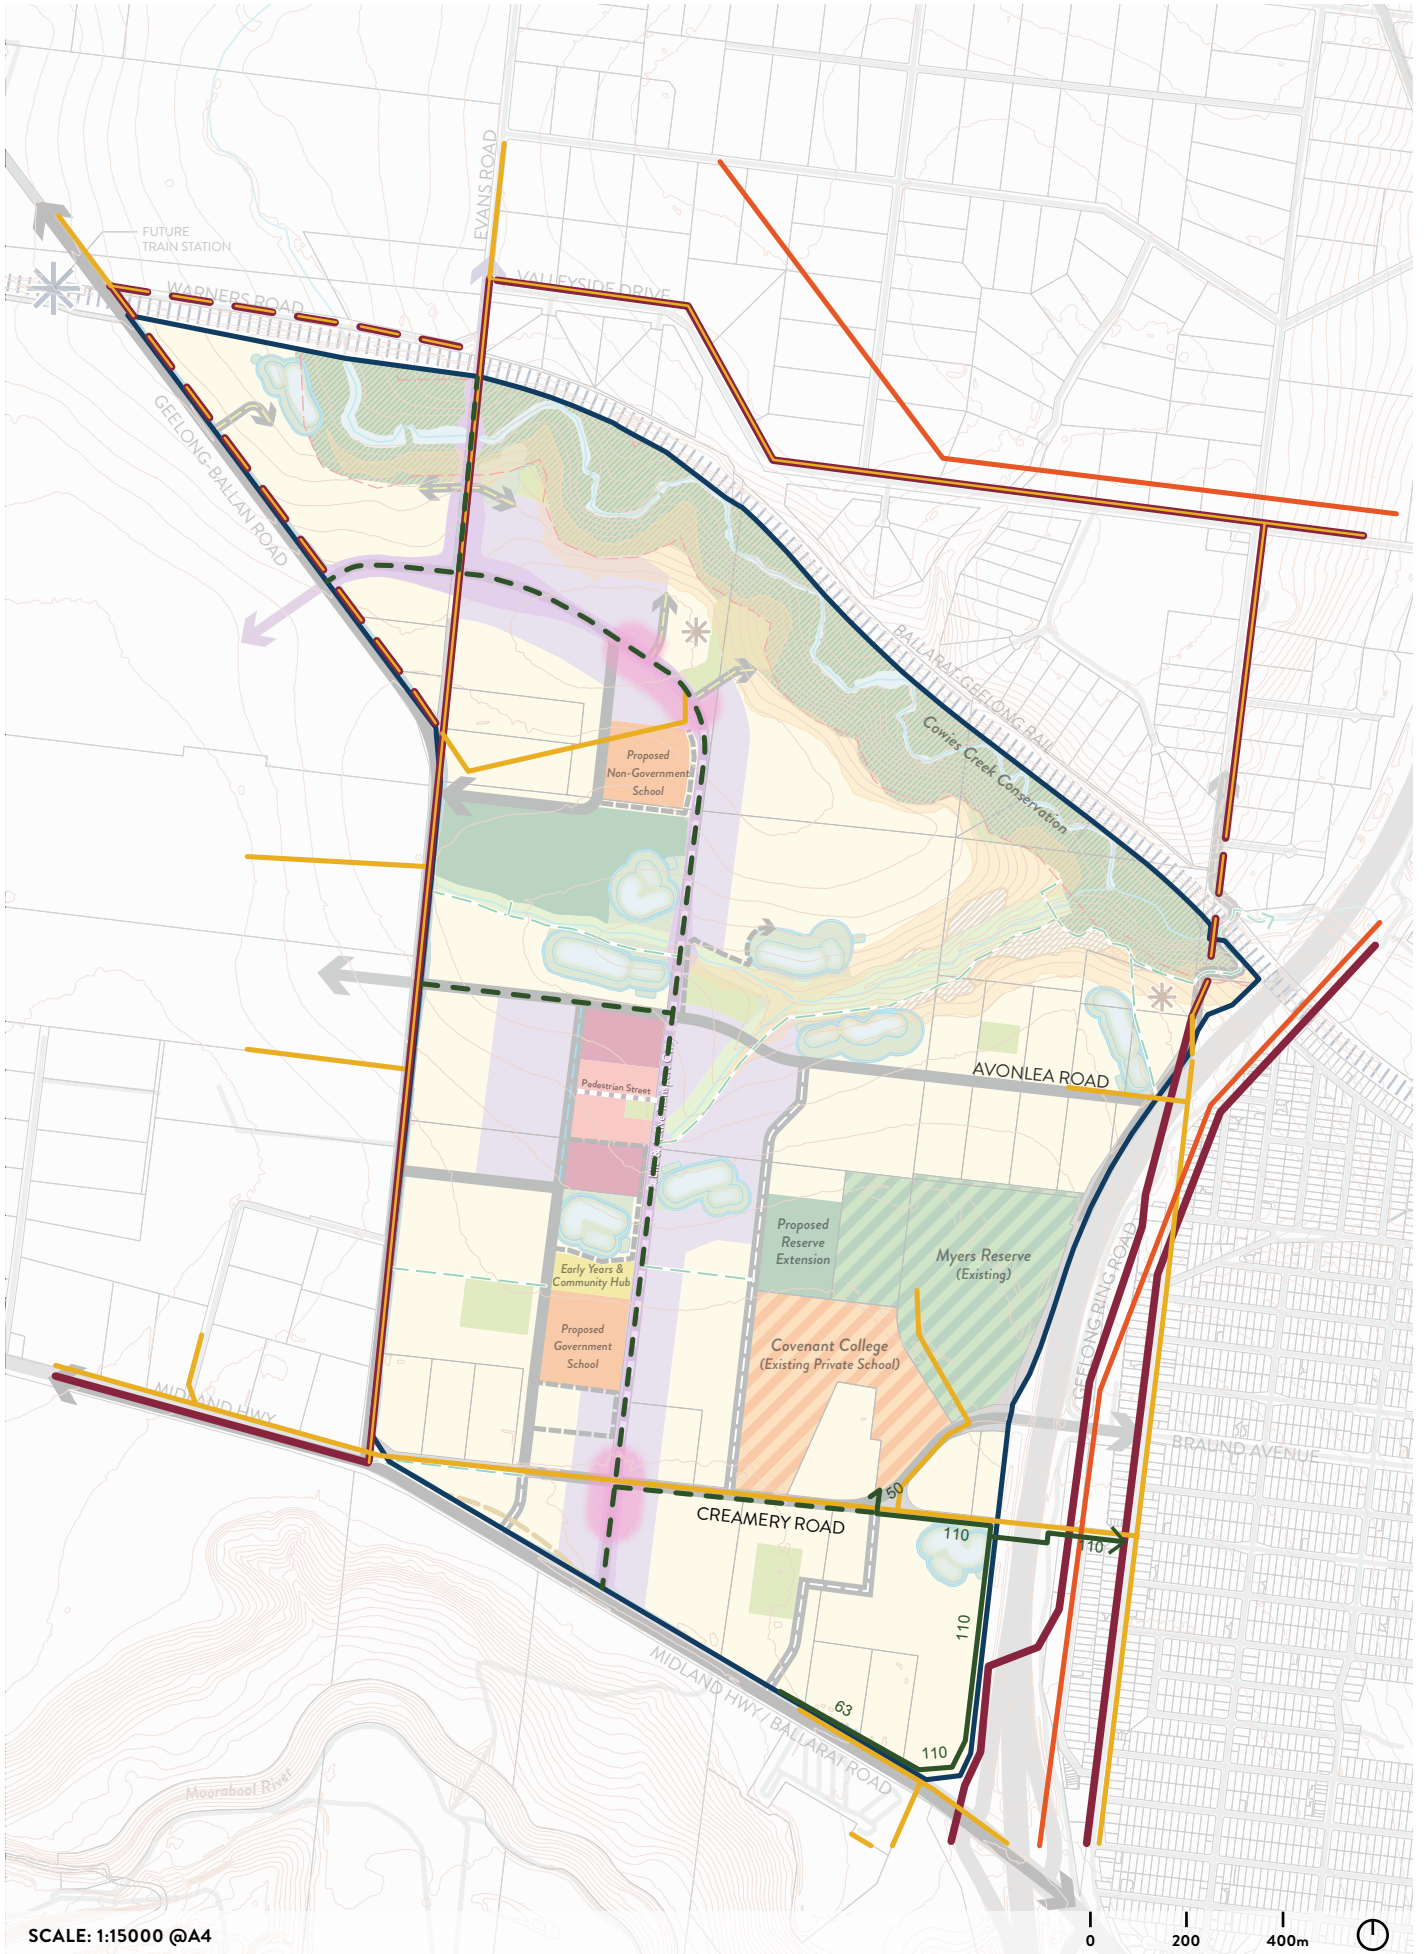 EVANS ROAD
FUTURE
TRAIN STATION
WARNERS ROAD
VALLEYSIDE DRIVE
GEELONG-BALLAN ROAD
BALLARAT-GEELONG RAIL
Cowies Creek Conservation
Proposed
Non-Government
School
AVONLEA ROAD
Pedestrian Street
Proposed
Reserve
Extension
Myers Reserve
(Existing)
Early Years &
Community Hub
Proposed
Government
School
Covenant College
(Existing Private School)
GEELONG RING ROAD
MIDLAND HWY
BRAUND AVENUE
50
CREAMERY ROAD
110
110
110
63
110
MIDLAND HWY / BALLARAT ROAD
Moorabool River
SCALE: 1:15000 @A4
0 200 400m